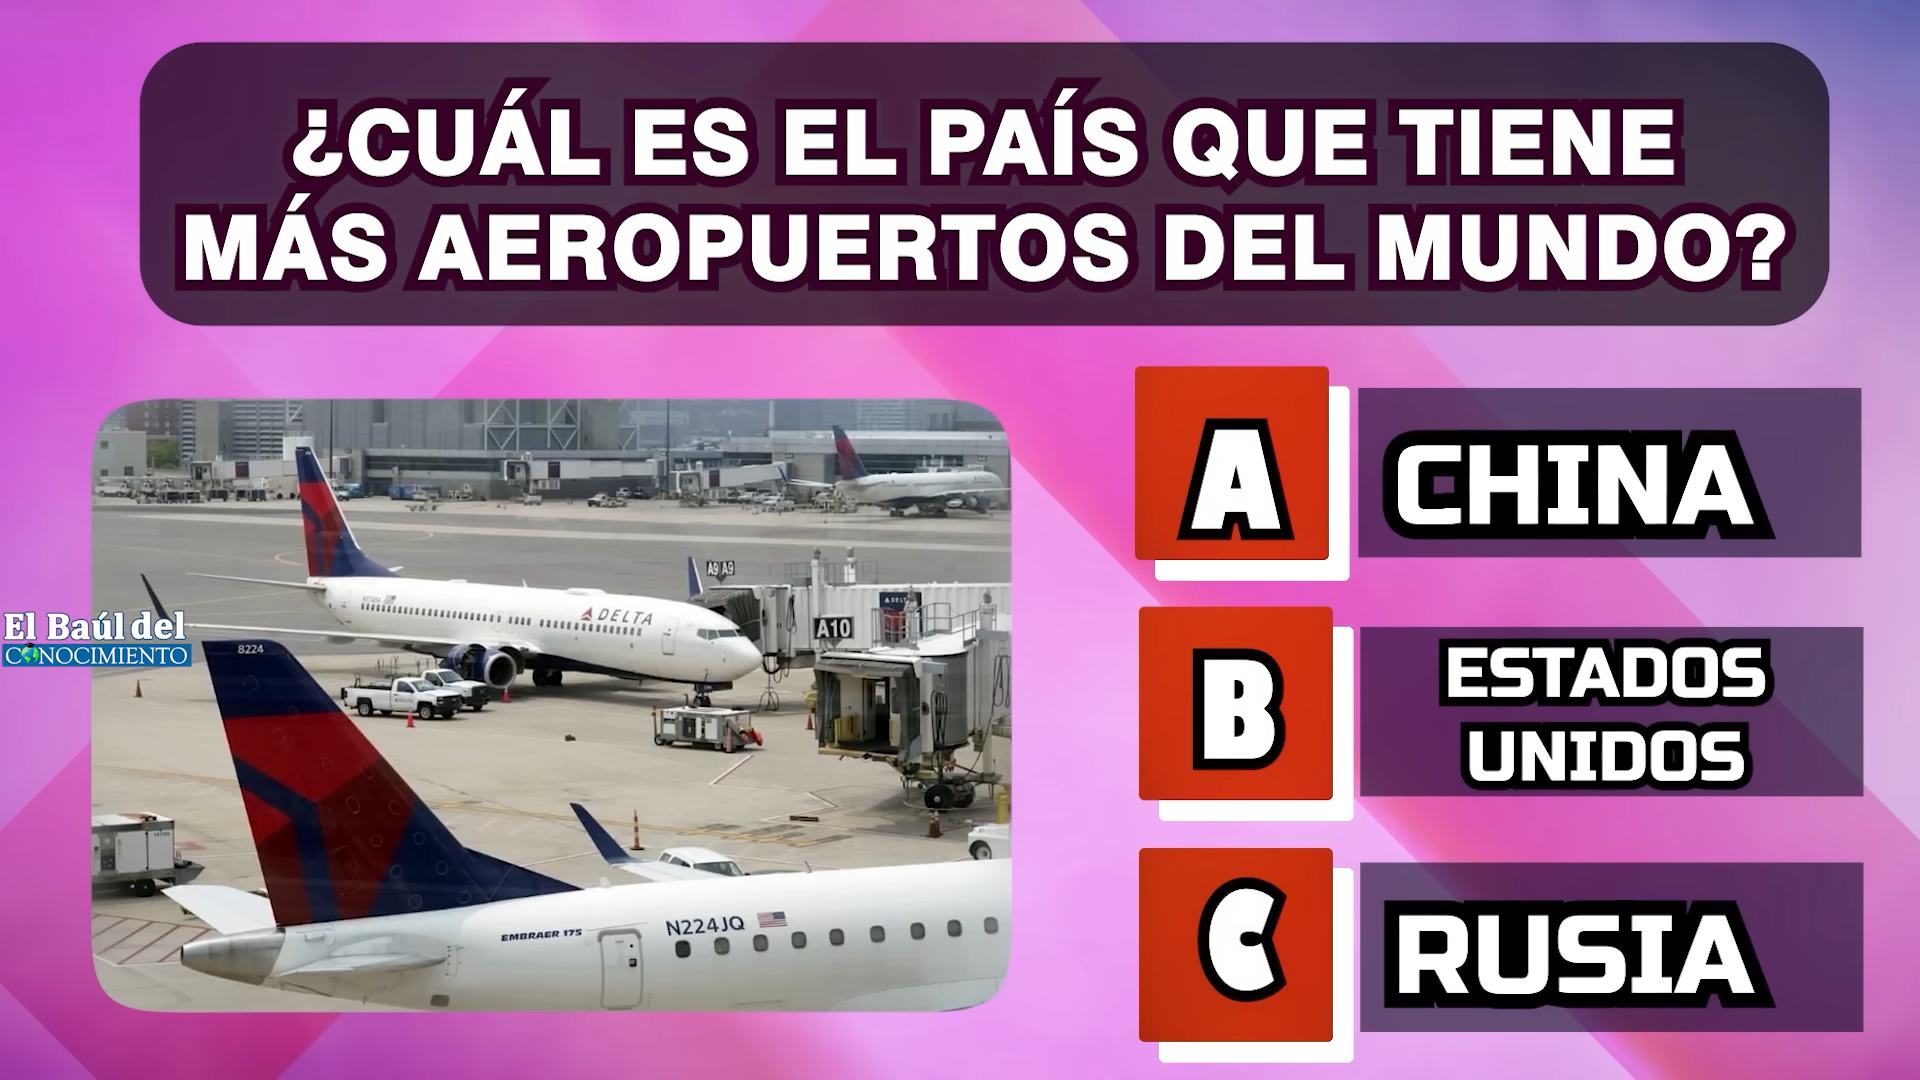 ¿CUÁL ES EL PAÍS QUE TIENE
MÁS AEROPUERTOS DEL MUNDO?
A CHINA
B ESTADOS
UNIDOS
C RUSIA
El Baúl del
CONOCIMIENTO
A9 A9
DELTA
A10
8224
N224JQ
EMBRAER 175